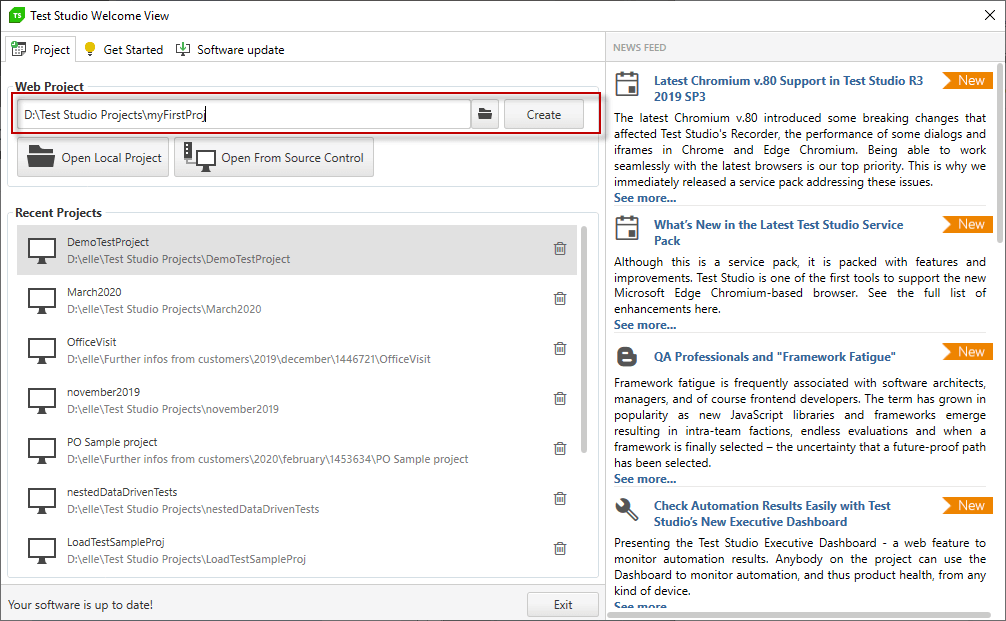 TS Test Studio Welcome View
Project Get Started Software update
Web Project
D:\Test Studio Projects\myFirstProj
Create
Open Local Project Open From Source Control
Recent Projects
DemoTestProject
D:\elle\Test Studio Projects\DemoTestProject
March2020
D:\elle\Test Studio Projects\March2020
OfficeVisit
D:\elle\Further infos from customers\2019\december\1446721\OfficeVisit
november2019
D:\elle\Test Studio Projects\november2019
PO Sample project
D:\elle\Further infos from customers\2020\february\1453634\PO Sample project
nestedDataDrivenTests
D:\elle\Test Studio Projects\nestedDataDrivenTests
LoadTestSampleProj
D:\elle\Test Studio Projects\LoadTestSampleProj
Your software is up to date!
Exit
NEWS FEED
Latest Chromium v.80 Support in Test Studio R3
2019 SP3
New
The latest Chromium v.80 introduced some breaking changes that
affected Test Studio's Recorder, the performance of some dialogs and
iframes in Chrome and Edge Chromium. Being able to work
seamlessly with the latest browsers is our top priority. This is why we
immediately released a service pack addressing these issues.
See more...
What's New in the Latest Test Studio Service
Pack
New
Although this is a service pack, it is packed with features and
improvements. Test Studio is one of the first tools to support the new
Microsoft Edge Chromium-based browser. See the full list of
enhancements here.
See more...
QA Professionals and "Framework Fatigue"
New
Framework fatigue is frequently associated with software architects,
managers, and of course frontend developers. The term has grown in
popularity as new JavaScript libraries and frameworks emerge
resulting in intra-team factions, endless evaluations and when a
framework is finally selected – the uncertainty that a future-proof path
has been selected.
See more...
Check Automation Results Easily with Test
Studio's New Executive Dashboard
New
Presenting the Test Studio Executive Dashboard - a web feature to
monitor automation results. Anybody on the project can use the
Dashboard to monitor automation, and thus product health, from any
kind of device.
See more